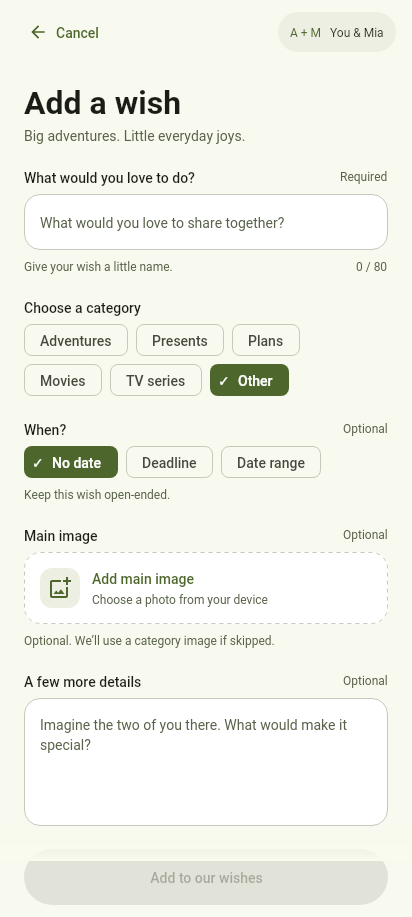 Cancel
A + M You & Mia
Add a wish
Big adventures. Little everyday joys.
What would you love to do? Required
What would you love to share together?
Give your wish a little name. 0 / 80
Choose a category
Adventures Presents Plans
Movies TV series ✓ Other
When? Optional
✓ No date Deadline Date range
Keep this wish open-ended.
Main image Optional
Add main image
Choose a photo from your device
Optional. We’ll use a category image if skipped.
A few more details Optional
Imagine the two of you there. What would make it
special?
Add to our wishes